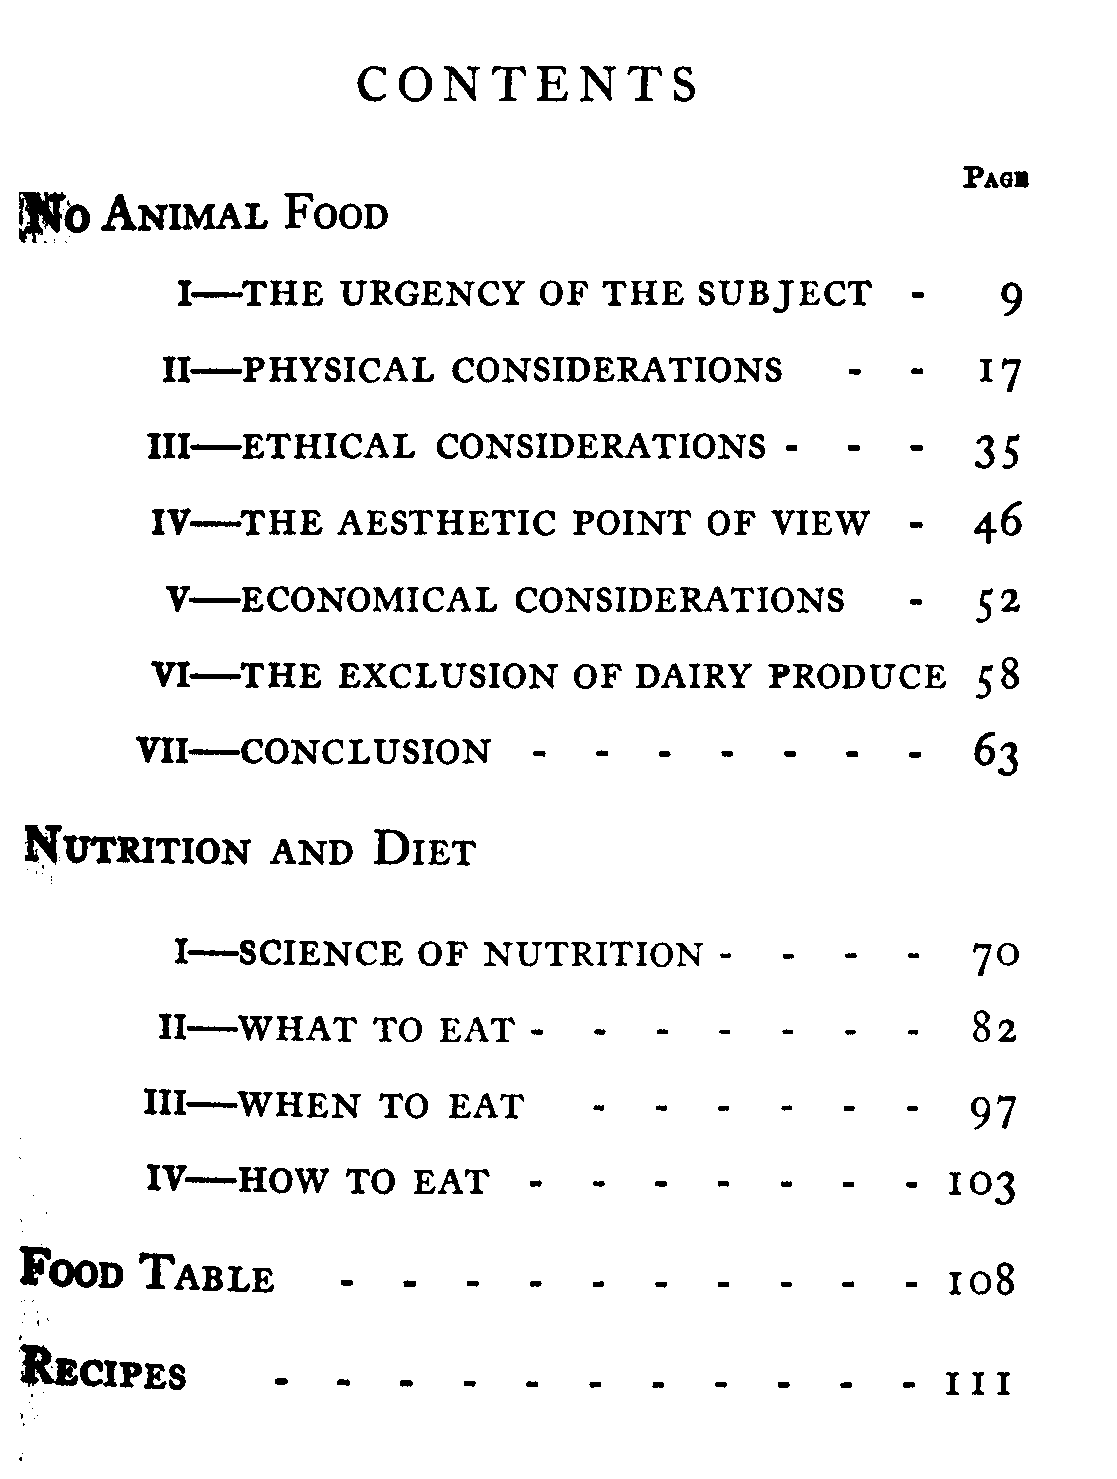 CONTENTS
PAGE
NO ANIMAL FOOD
I—THE URGENCY OF THE SUBJECT - 9
II—PHYSICAL CONSIDERATIONS - - 17
III—ETHICAL CONSIDERATIONS - - - 35
IV—THE AESTHETIC POINT OF VIEW - 46
V—ECONOMICAL CONSIDERATIONS - 52
VI—THE EXCLUSION OF DAIRY PRODUCE 58
VII—CONCLUSION - - - - - - - 63
NUTRITION AND DIET
I—SCIENCE OF NUTRITION - - - - 70
II—WHAT TO EAT - - - - - - - 82
III—WHEN TO EAT - - - - - - 97
IV—HOW TO EAT - - - - - - - 103
FOOD TABLE - - - - - - - - - - 108
RECIPES - - - - - - - - - - - 111